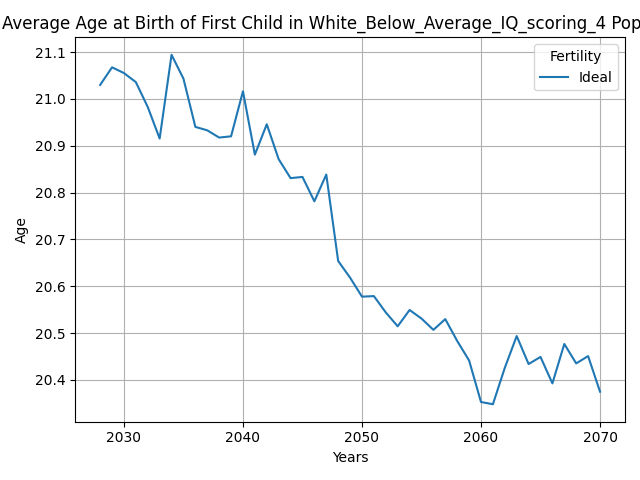 Average Age at Birth of First Child in White_Below_Average_IQ_scoring_4 Pop
21.1
21.0
20.9
20.8
20.7
20.6
20.5
20.4
Age
Fertility
Ideal
2030 2040 2050 2060 2070
Years